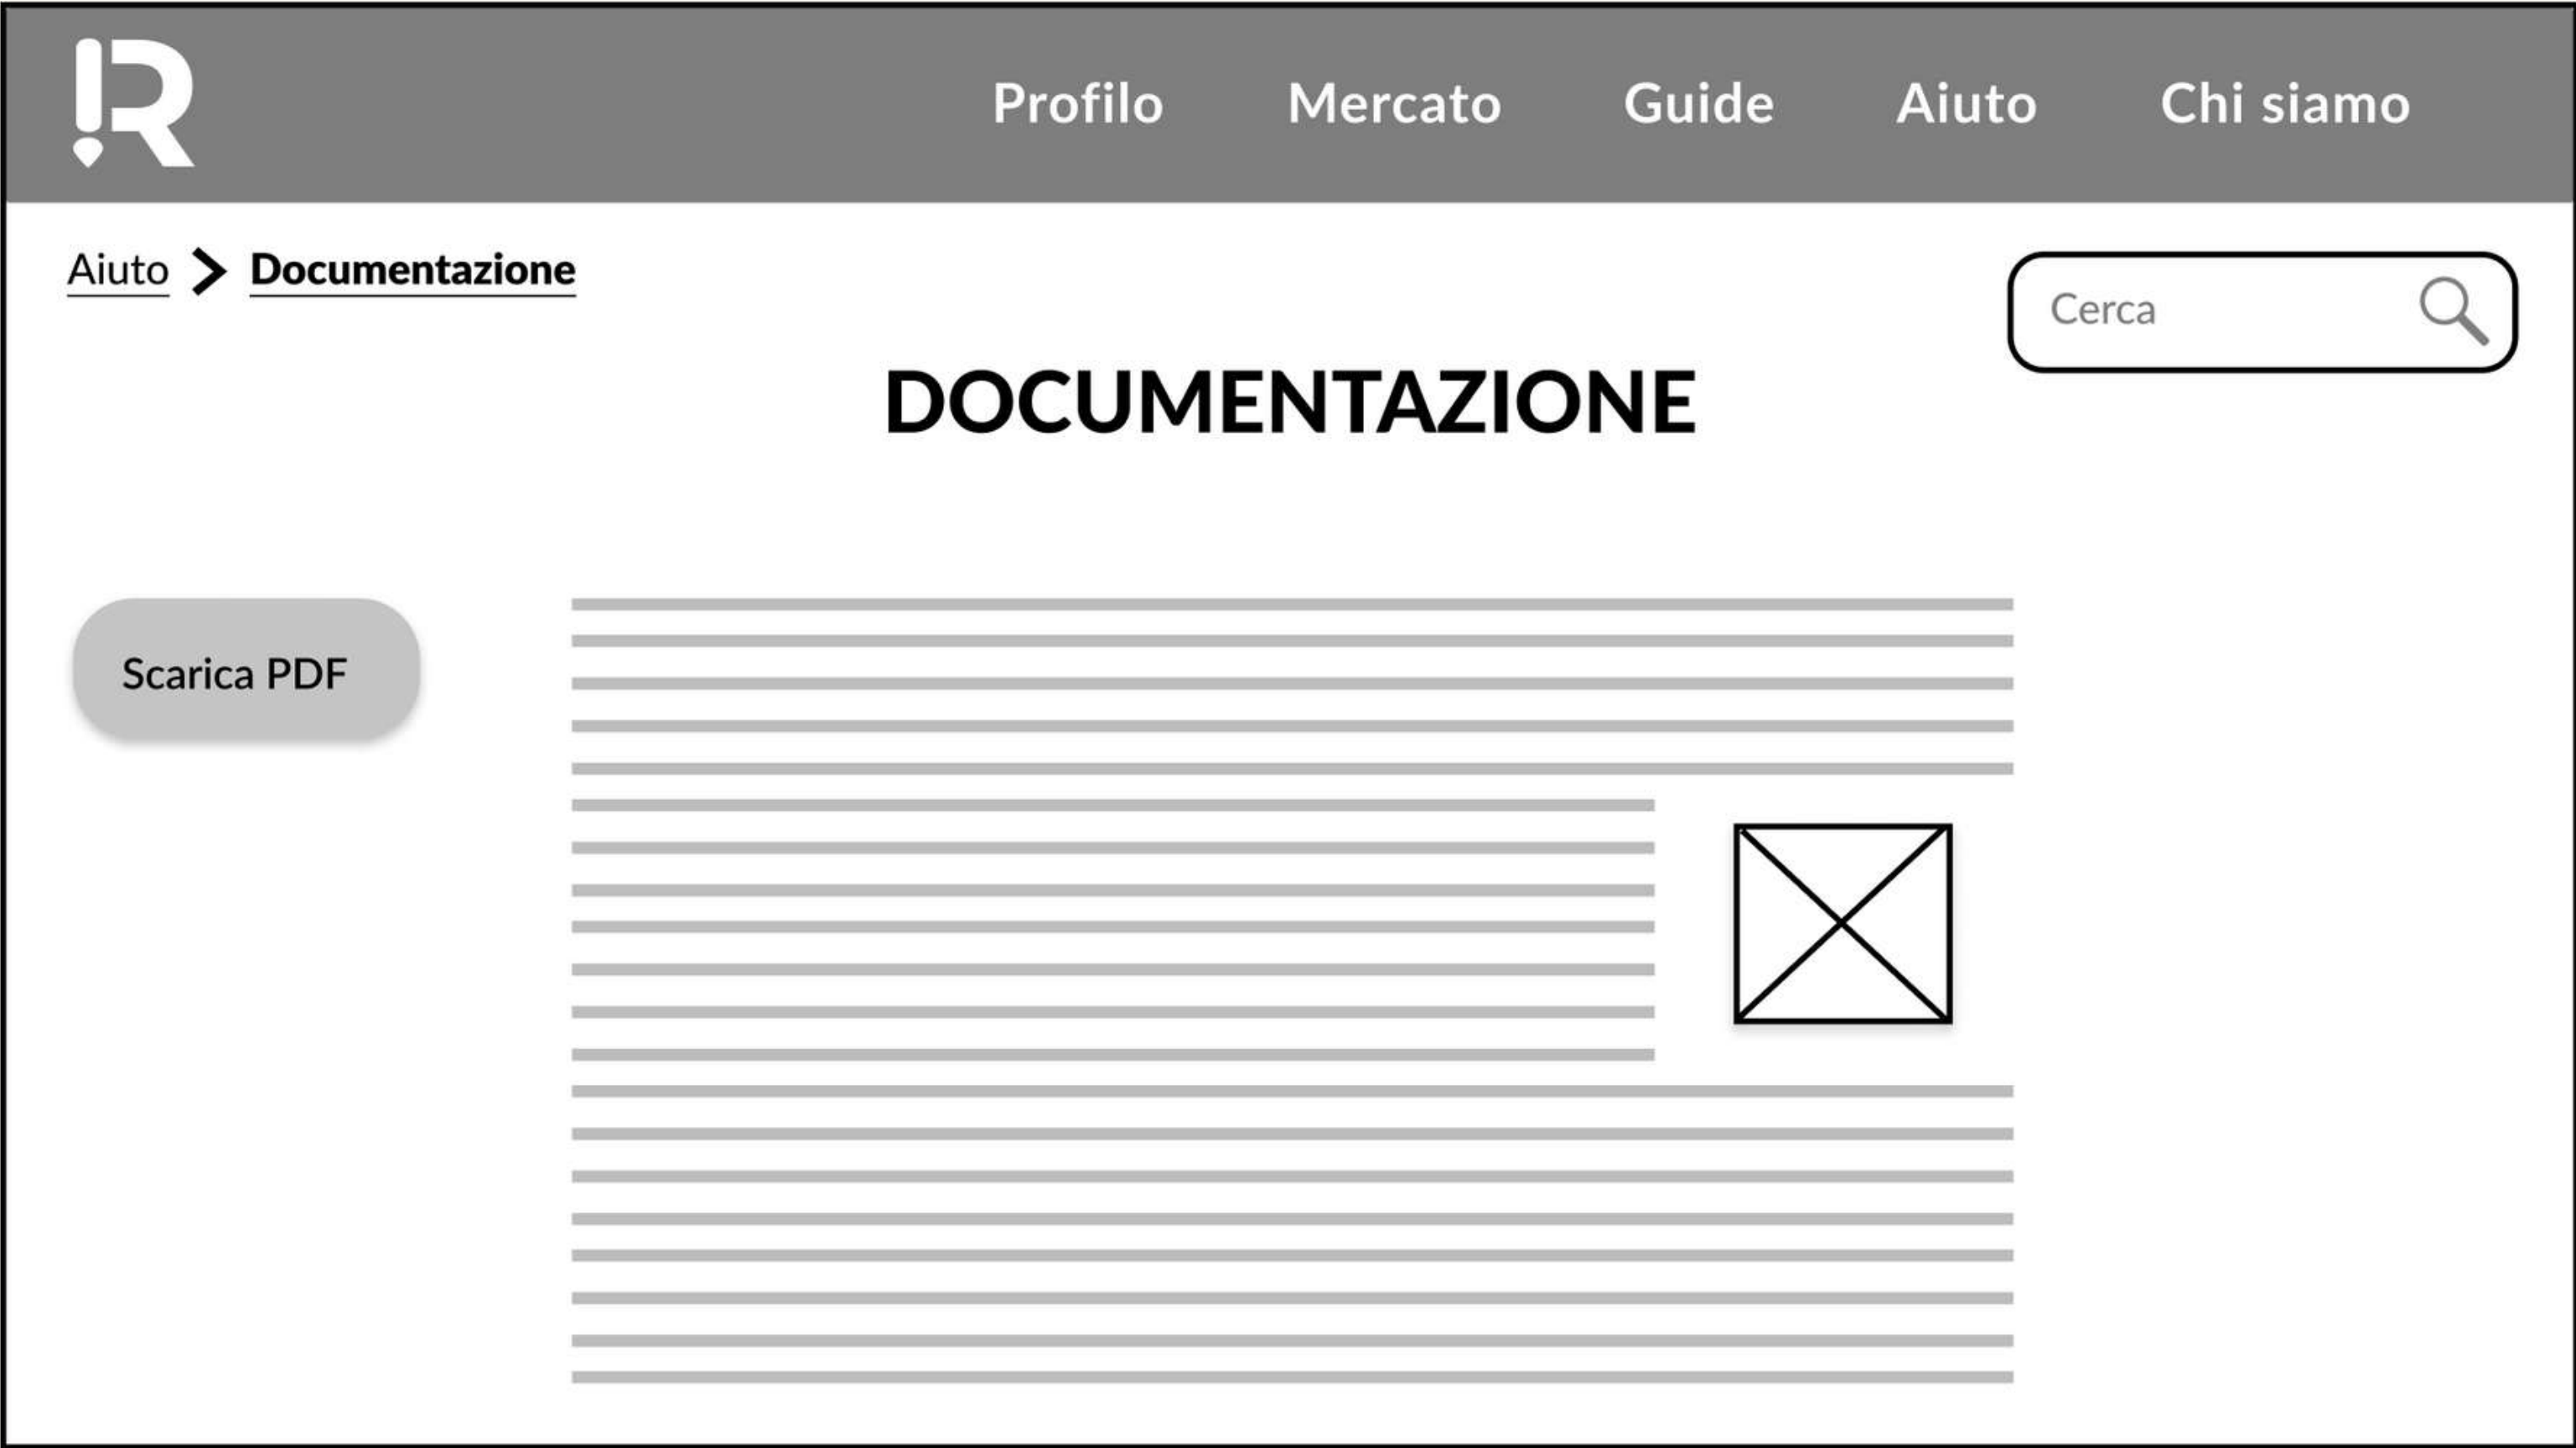 R
Profilo Mercato Guide Aiuto Chi siamo
Aiuto > Documentazione
Cerca
DOCUMENTAZIONE
Scarica PDF